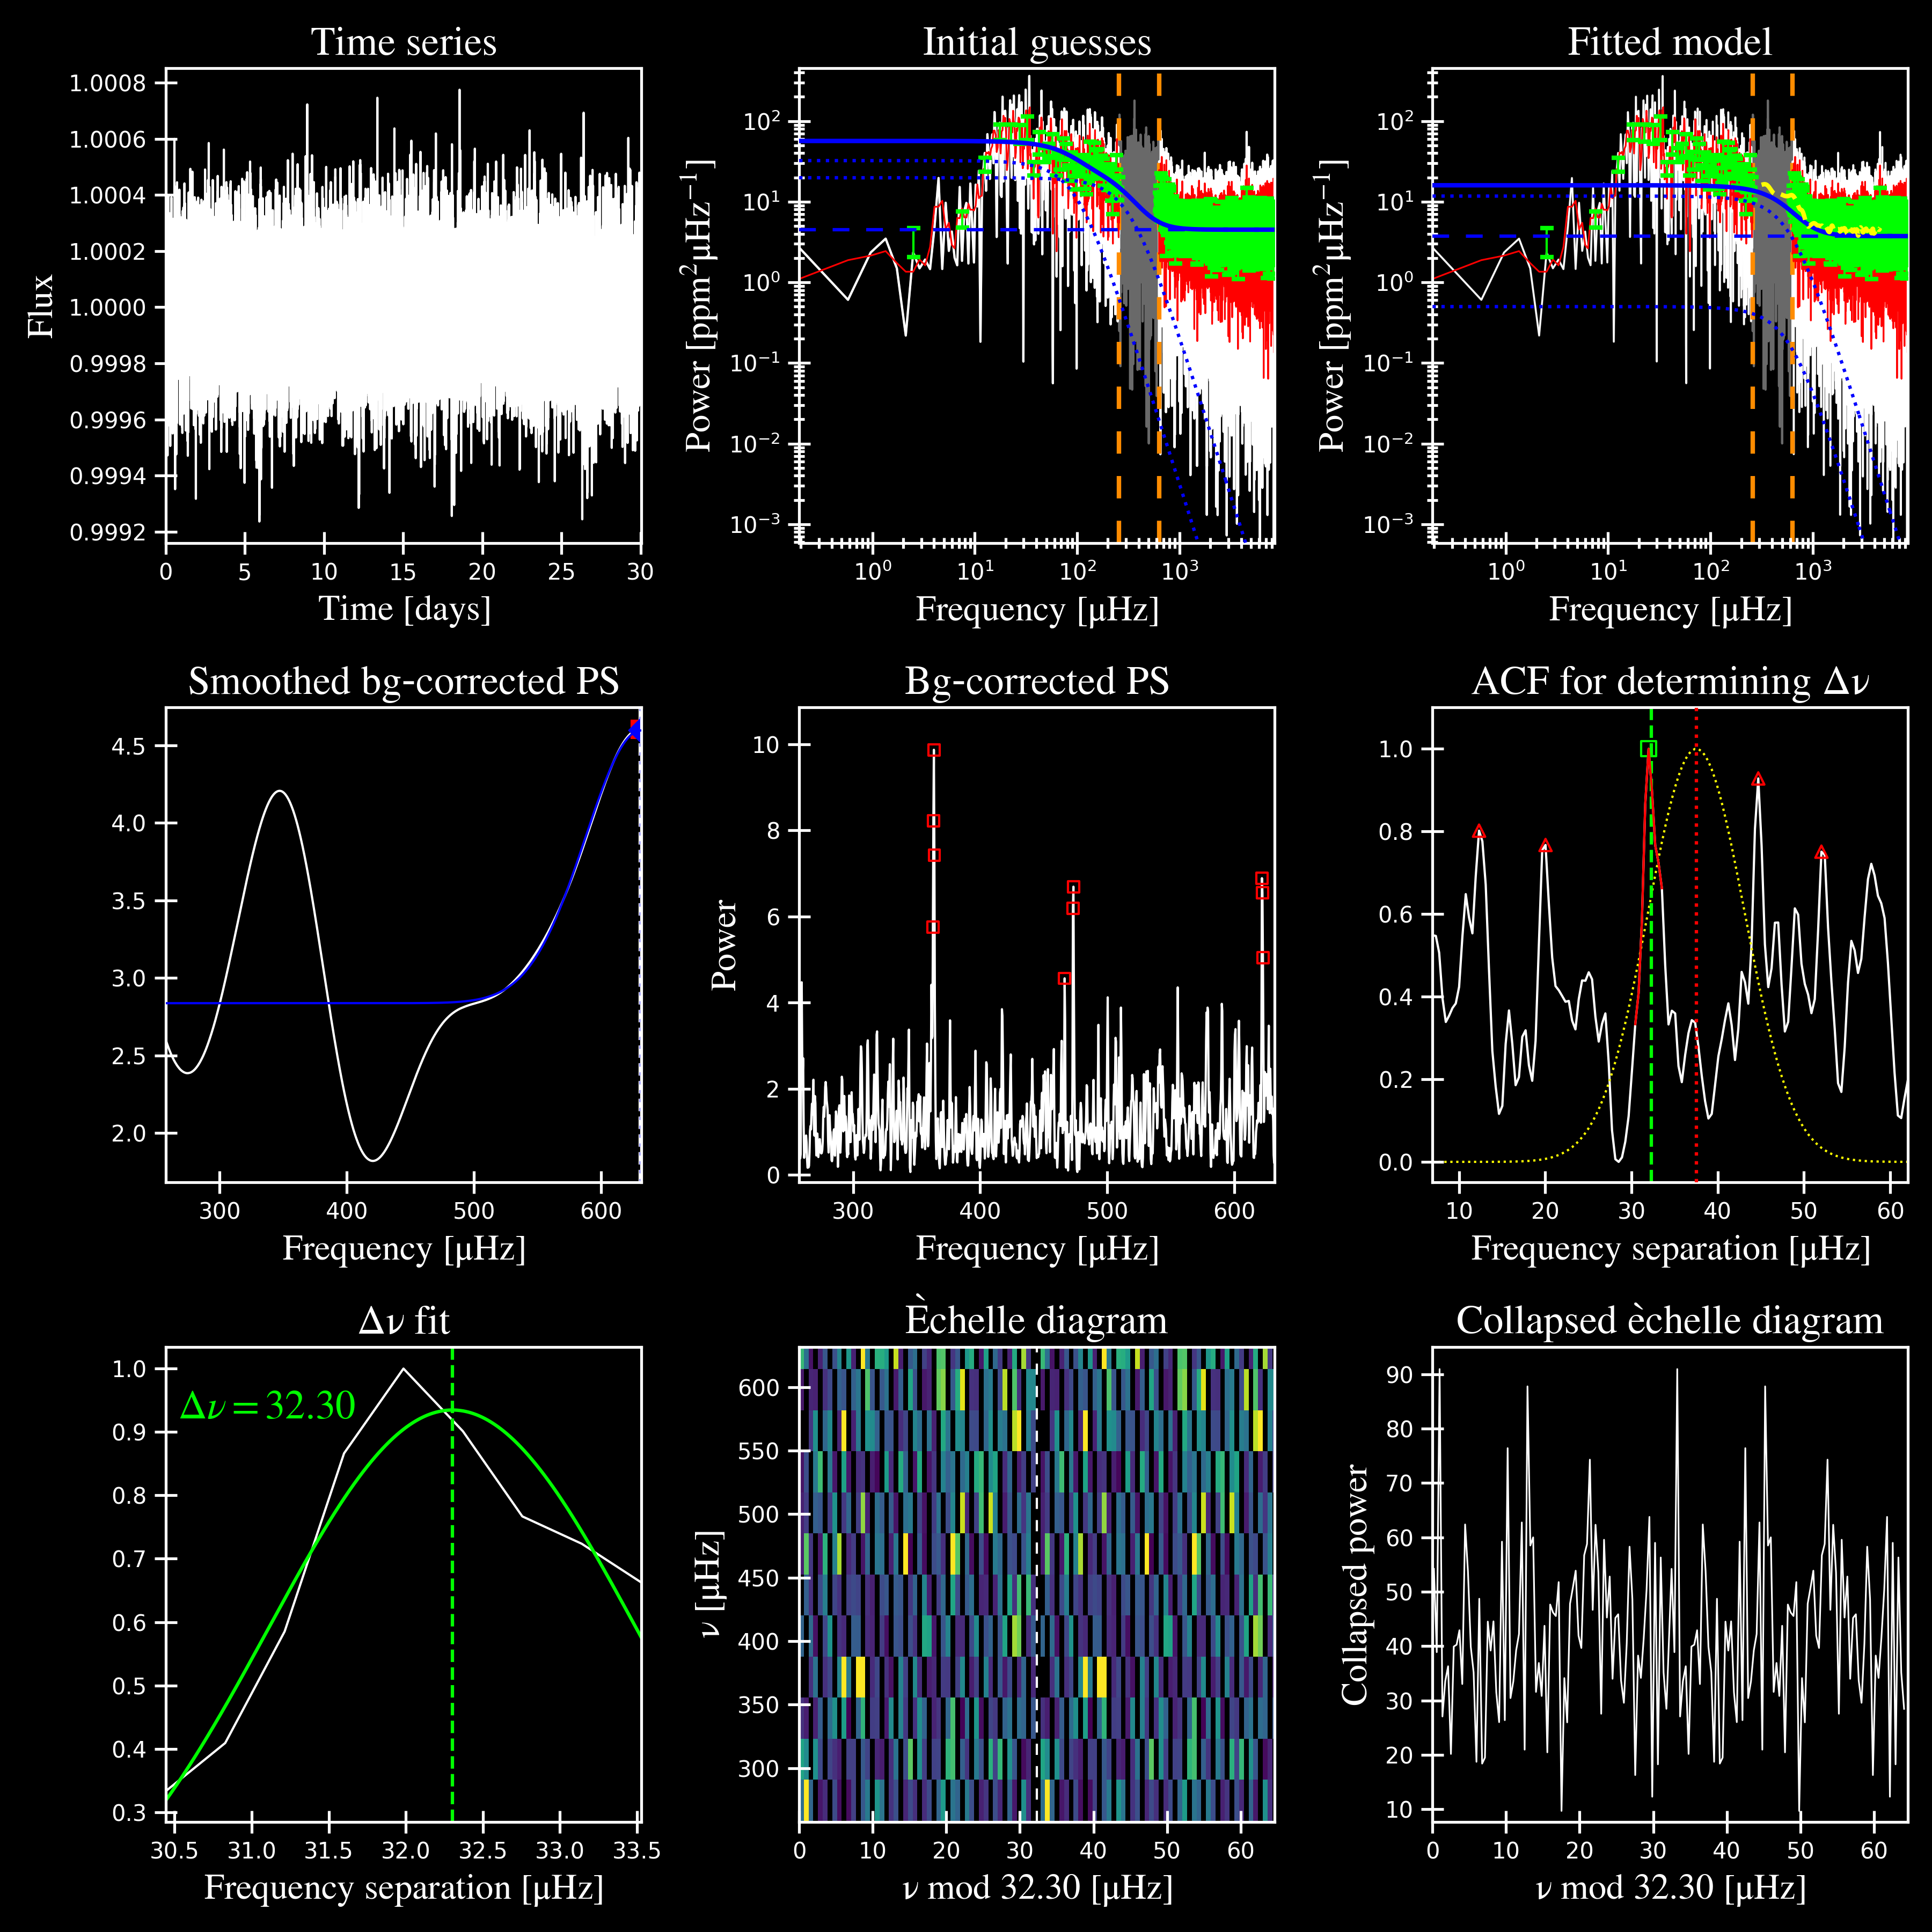 Time series
Initial guesses
Fitted model
1.0008
1.0006
1.0004
1.0002
1.0000
0.9998
0.9996
0.9994
0.9992
Flux
0 5 10 15 20 25 30
Time [days]
10²
10¹
10⁰
10⁻¹
10⁻²
10⁻³
Power [ppm²μHz⁻¹]
10⁰ 10¹ 10² 10³
Frequency [μHz]
10²
10¹
10⁰
10⁻¹
10⁻²
10⁻³
Power [ppm²μHz⁻¹]
10⁰ 10¹ 10² 10³
Frequency [μHz]
Smoothed bg-corrected PS
Bg-corrected PS
ACF for determining Δν
4.5
4.0
3.5
3.0
2.5
2.0
300 400 500 600
Frequency [μHz]
10
8
6
4
2
0
Power
300 400 500 600
Frequency [μHz]
1.0
0.8
0.6
0.4
0.2
0.0
10 20 30 40 50 60
Frequency separation [μHz]
Δν fit
Èchelle diagram
Collapsed èchelle diagram
1.0
0.9
0.8
0.7
0.6
0.5
0.4
0.3
Δν = 32.30
30.5 31.0 31.5 32.0 32.5 33.0 33.5
Frequency separation [μHz]
600
550
500
450
400
350
300
ν [μHz]
0 10 20 30 40 50 60
ν mod 32.30 [μHz]
90
80
70
60
50
40
30
20
10
Collapsed power
0 10 20 30 40 50 60
ν mod 32.30 [μHz]